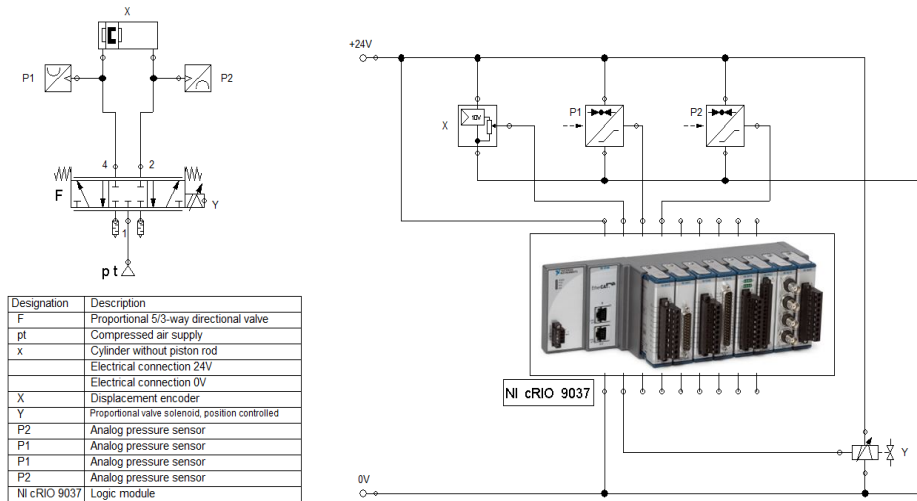 X
P1
P2
4
2
F
Y
1
pt
+24V
X
10V
P1
P2
NI cRIO 9037
0V
Y
Designation Description
F Proportional 5/3-way directional valve
pt Compressed air supply
x Cylinder without piston rod
Electrical connection 24V
Electrical connection 0V
X Displacement encoder
Y Proportional valve solenoid, position controlled
P2 Analog pressure sensor
P1 Analog pressure sensor
P1 Analog pressure sensor
P2 Analog pressure sensor
NI cRIO 9037 Logic module